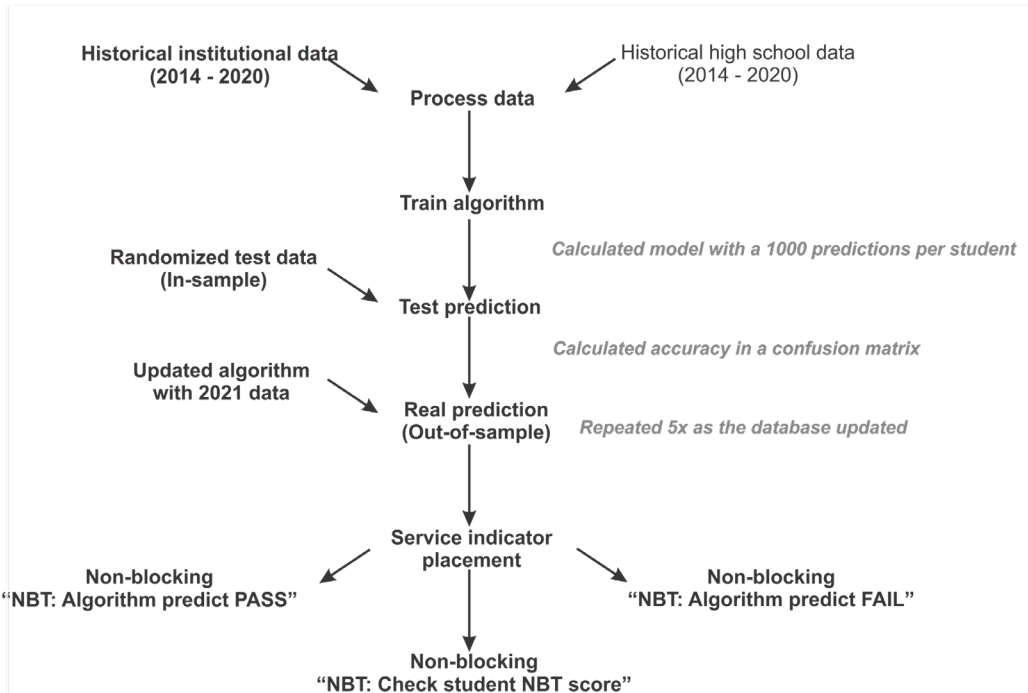 Historical institutional data
(2014 - 2020)
Historical high school data
(2014 - 2020)
Process data
Train algorithm
Calculated model with a 1000 predictions per student
Randomized test data
(In-sample)
Test prediction
Calculated accuracy in a confusion matrix
Updated algorithm
with 2021 data
Real prediction
(Out-of-sample)
Repeated 5x as the database updated
Service indicator
placement
Non-blocking
“NBT: Algorithm predict PASS”
Non-blocking
“NBT: Algorithm predict FAIL”
Non-blocking
“NBT: Check student NBT score”